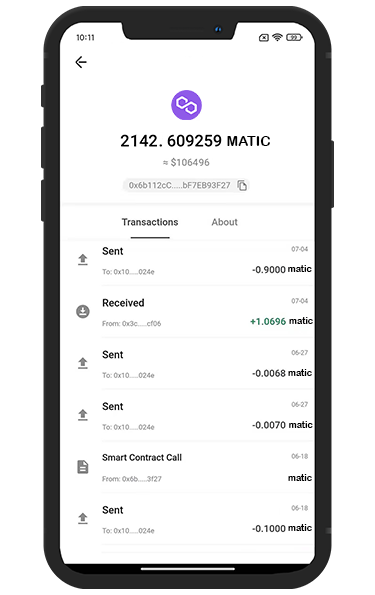 10:11
99
2142. 609259 MATIC
≈ $106496
0x6b112cC.....bF7EB93F27
Transactions About
Sent 07-04
To: 0x10.....024e -0.9000 matic
Received 07-04
From: 0x3c.....cf06 +1.0696 matic
Sent 06-27
To: 0x10.....024e -0.0068 matic
Sent 06-27
To: 0x10.....024e -0.0070 matic
Smart Contract Call 06-18
From: 0x6b.....3f27 matic
Sent 06-18
To: 0x10.....024e -0.1000 matic